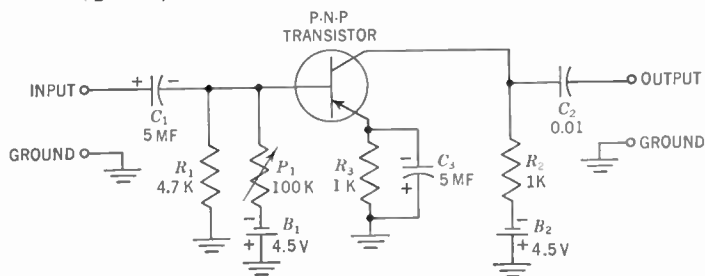 P-N-P
TRANSISTOR
INPUT
+
-
C1
5 MF
GROUND
R1
4.7 K
P1
100 K
-
B1
+
4.5 V
R3
1 K
-
C3
+
5 MF
C2
0.01
OUTPUT
GROUND
R2
1K
-
B2
+
4.5 V